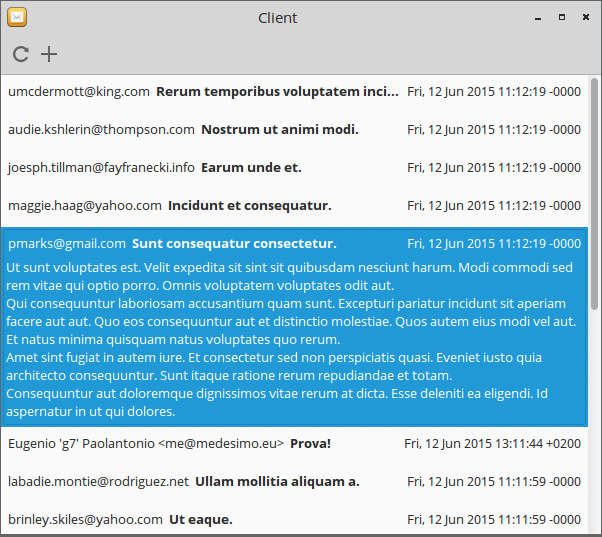 Client
umcdermott@king.com Rerum temporibus voluptatem inci... Fri, 12 Jun 2015 11:12:19 -0000
audie.kshlerin@thompson.com Nostrum ut animi modi. Fri, 12 Jun 2015 11:12:19 -0000
joesph.tillman@fayfranecki.info Earum unde et. Fri, 12 Jun 2015 11:12:19 -0000
maggie.haag@yahoo.com Incidunt et consequatur. Fri, 12 Jun 2015 11:12:19 -0000
pmarks@gmail.com Sunt consequatur consectetur. Fri, 12 Jun 2015 11:12:19 -0000
Ut sunt voluptates est. Velit expedita sit sint sit quibusdam nesciunt harum. Modi commodi sed
rem vitae qui optio porro. Omnis voluptatem voluptates odit aut.
Qui consequuntur laboriosam accusantium quam sunt. Excepturi pariatur incidunt sit aperiam
facere aut aut. Quo eos consequuntur aut et distinctio molestiae. Quos autem eius modi vel aut.
Et natus minima quisquam natus voluptates quo rerum.
Amet sint fugiat in autem iure. Et consectetur sed non perspiciatis quasi. Eveniet iusto quia
architecto consequuntur. Sunt itaque ratione rerum repudiandae et totam.
Consequuntur aut doloremque dignissimos vitae rerum at dicta. Esse deleniti ea eligendi. Id
aspernatur in ut qui dolores.
Eugenio 'g7' Paolantonio <me@medesimo.eu> Prova! Fri, 12 Jun 2015 13:11:44 +0200
labadie.montie@rodriguez.net Ullam mollitia aliquam a. Fri, 12 Jun 2015 11:11:59 -0000
brinley.skiles@yahoo.com Ut eaque. Fri, 12 Jun 2015 11:11:59 -0000